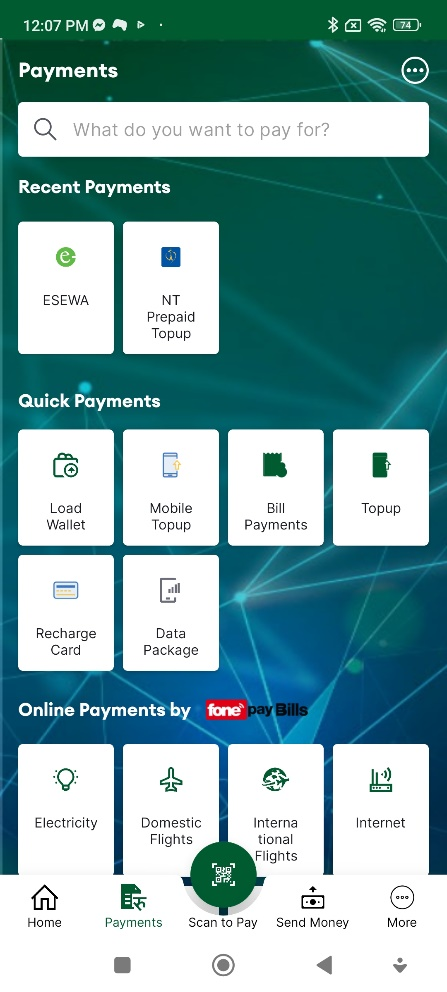 12:07 PM
74
Payments
What do you want to pay for?
Recent Payments
ESEWA
NT
Prepaid
Topup
Quick Payments
Load
Wallet
Mobile
Topup
Bill
Payments
Topup
Recharge
Card
Data
Package
Online Payments by fonepay Bills
Electricity
Domestic
Flights
Interna
tional
Flights
Internet
Home
Payments
Scan to Pay
Send Money
More